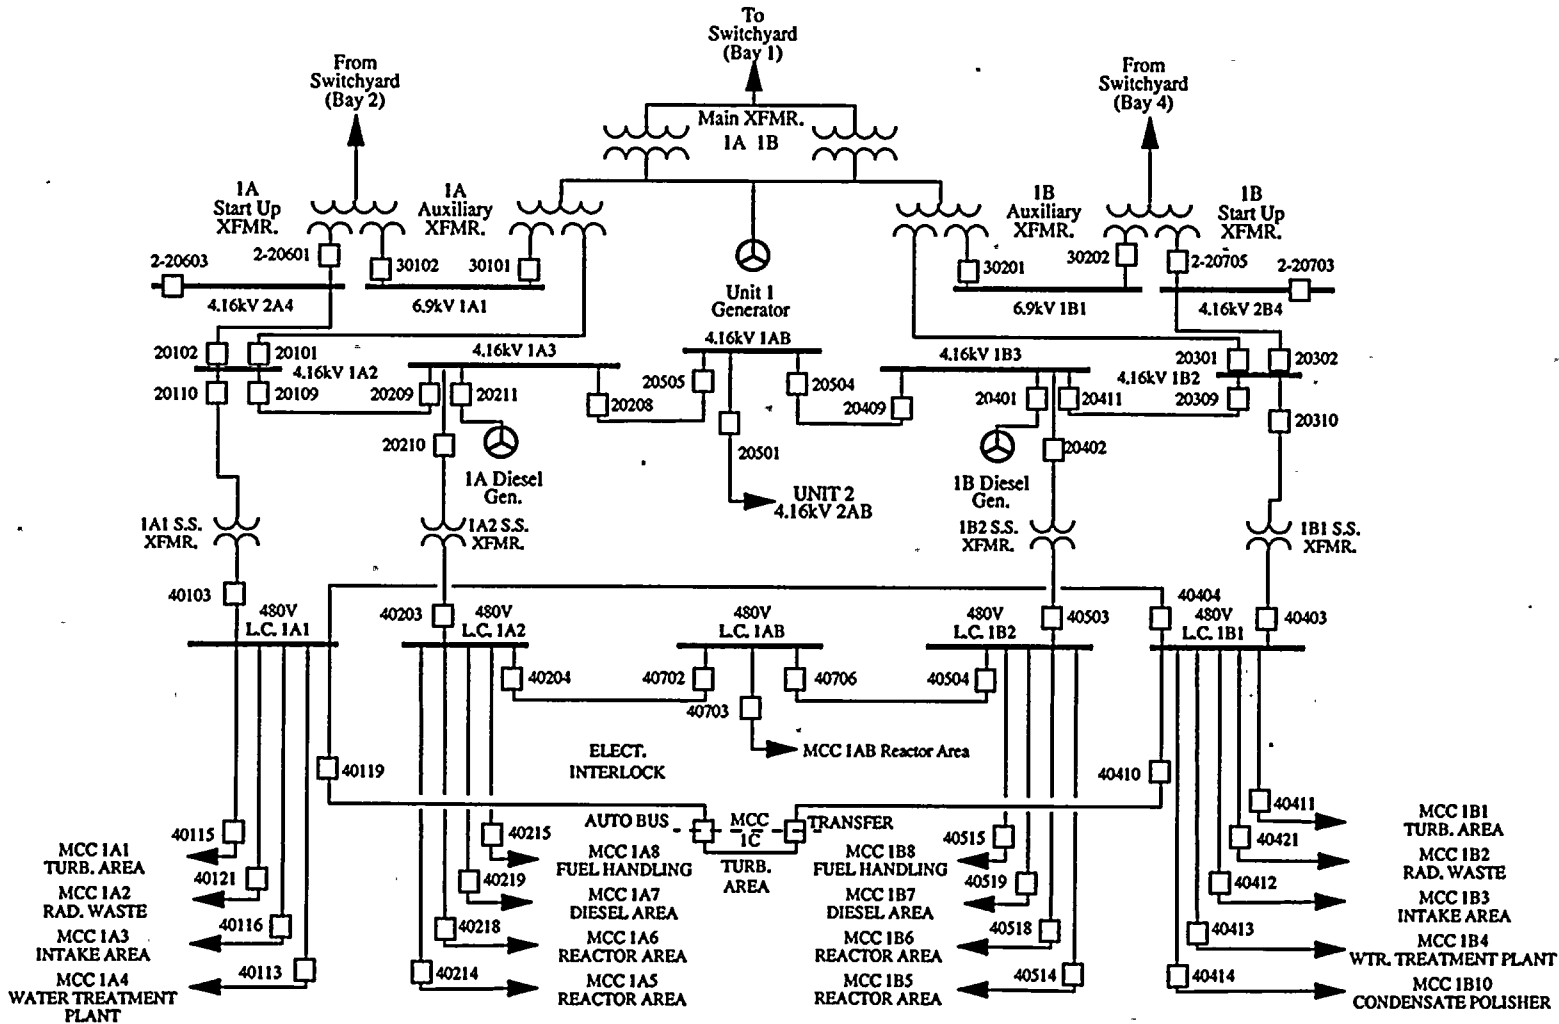 To
Switchyard
(Bay 1)
From
Switchyard
(Bay 2)
From
Switchyard
(Bay 4)
Main XFMR.
1A 1B
1A
Start Up
XFMR.
1A
Auxiliary
XFMR.
1B
Auxiliary
XFMR.
1B
Start Up
XFMR.
2-20603
2-20601
30102
30101
30201
30202
2-20705
2-20703
4.16kV 2A4
6.9kV 1A1
Unit 1
Generator
6.9kV 1B1
4.16kV 2B4
20102
20101
4.16kV 1A2
4.16kV 1A3
4.16kV 1AB
4.16kV 1B3
20301
20302
4.16kV 1B2
20110
20109
20209
20211
20208
20505
20504
20409
20401
20411
20309
20310
20210
20501
20402
1A Diesel
Gen.
UNIT 2
4.16kV 2AB
1B Diesel
Gen.
1A1 S.S.
XFMR.
1A2 S.S.
XFMR.
1B2 S.S.
XFMR.
1B1 S.S.
XFMR.
40103
40203
40503
40404
40403
480V
L.C. 1A1
480V
L.C. 1A2
480V
L.C. 1AB
480V
L.C. 1B2
480V
L.C. 1B1
40204
40702
40703
40706
40504
MCC 1AB Reactor Area
ELECT.
INTERLOCK
40119
40410
AUTO BUS
MCC
1C
TRANSFER
TURB.
AREA
40115
MCC 1A1
TURB. AREA
40121
MCC 1A2
RAD. WASTE
40116
MCC 1A3
INTAKE AREA
40113
MCC 1A4
WATER TREATMENT
PLANT
40215
MCC 1A8
FUEL HANDLING
40219
MCC 1A7
DIESEL AREA
40218
MCC 1A6
REACTOR AREA
40214
MCC 1A5
REACTOR AREA
40515
MCC 1B8
FUEL HANDLING
40519
MCC 1B7
DIESEL AREA
40518
MCC 1B6
REACTOR AREA
40514
MCC 1B5
REACTOR AREA
40411
MCC 1B1
TURB. AREA
40421
MCC 1B2
RAD. WASTE
40412
MCC 1B3
INTAKE AREA
40413
MCC 1B4
WTR. TREATMENT PLANT
40414
MCC 1B10
CONDENSATE POLISHER